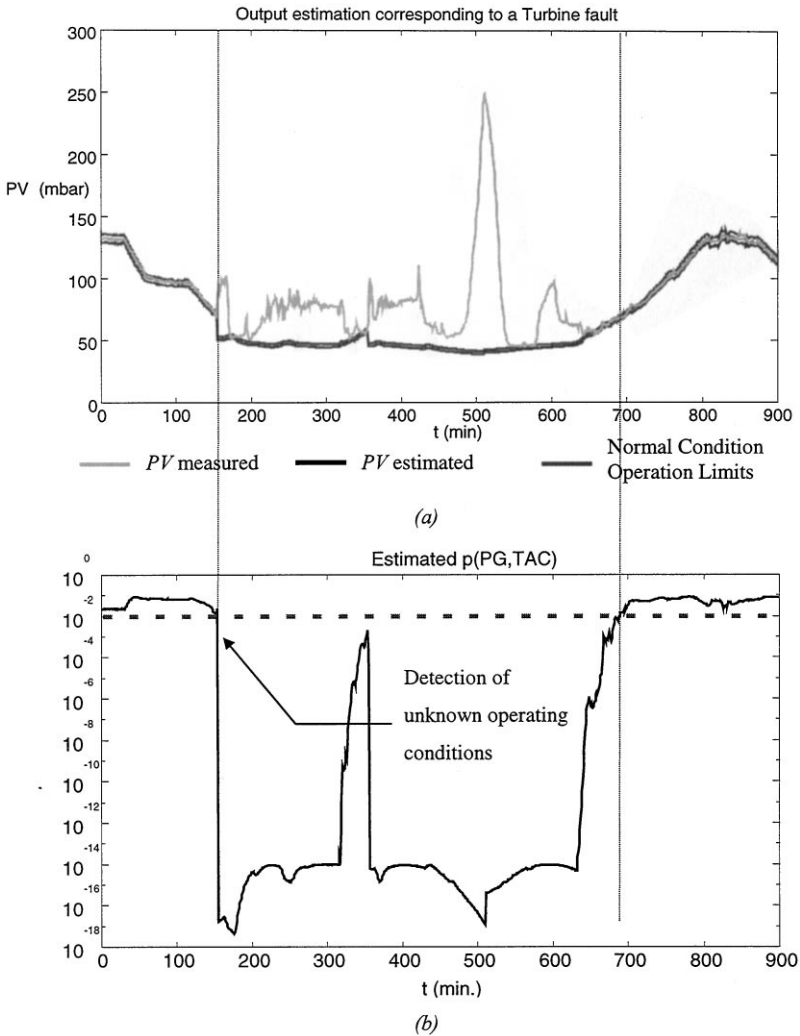 Output estimation corresponding to a Turbine fault
300
250
200
PV (mbar)
150
100
50
0
0 100 200 300 400 500 600 700 800 900
t (min)
PV measured PV estimated Normal Condition
Operation Limits
(a)
Estimated p(PG,TAC)
10 0
10 -2
10 -4
10 -6
10 -8
10 -10
10 -12
10 -14
10 -16
10 -18
Detection of
unknown operating
conditions
0 100 200 300 400 500 600 700 800 900
t (min.)
(b)